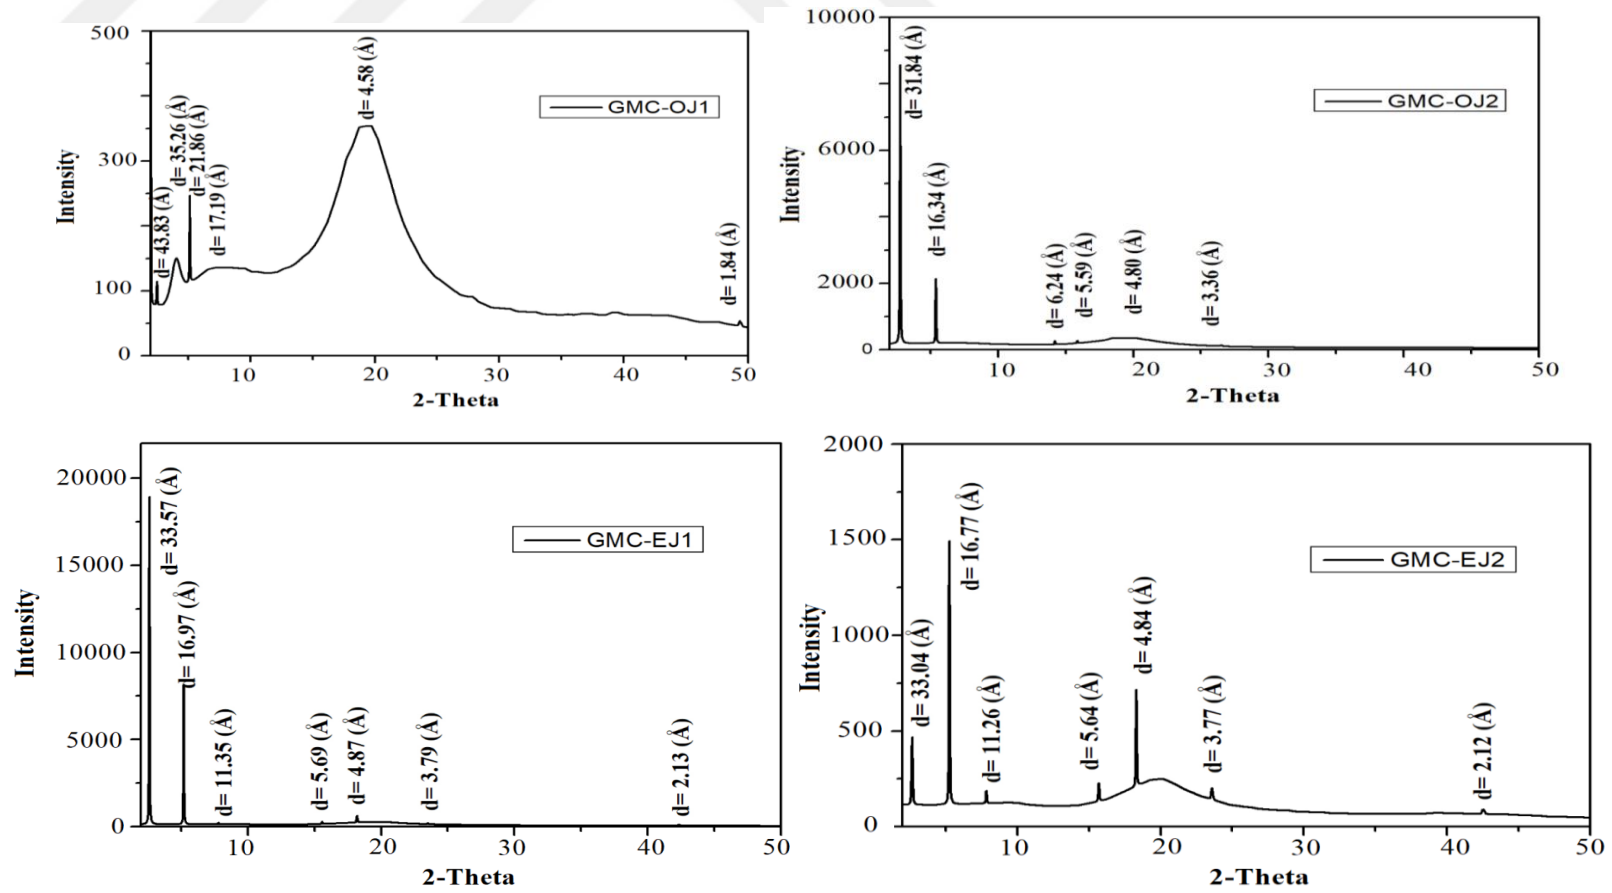 500
300
100
0
10
20
30
40
50
Intensity
2-Theta
GMC-OJ1
d= 43.83 (Å)
d= 35.26 (Å)
d= 21.86 (Å)
d= 17.19 (Å)
d= 4.58 (Å)
d= 1.84 (Å)
10000
6000
2000
0
10
20
30
40
50
Intensity
2-Theta
GMC-OJ2
d= 31.84 (Å)
d= 16.34 (Å)
d= 6.24 (Å)
d= 5.59 (Å)
d= 4.80 (Å)
d= 3.36 (Å)
20000
15000
10000
5000
0
10
20
30
40
50
Intensity
2-Theta
GMC-EJ1
d= 33.57 (Å)
d= 16.97 (Å)
d= 11.35 (Å)
d= 5.69 (Å)
d= 4.87 (Å)
d= 3.79 (Å)
d= 2.13 (Å)
2000
1500
1000
500
0
10
20
30
40
50
Intensity
2-Theta
GMC-EJ2
d= 33.04 (Å)
d= 16.77 (Å)
d= 11.26 (Å)
d= 5.64 (Å)
d= 4.84 (Å)
d= 3.77 (Å)
d= 2.12 (Å)